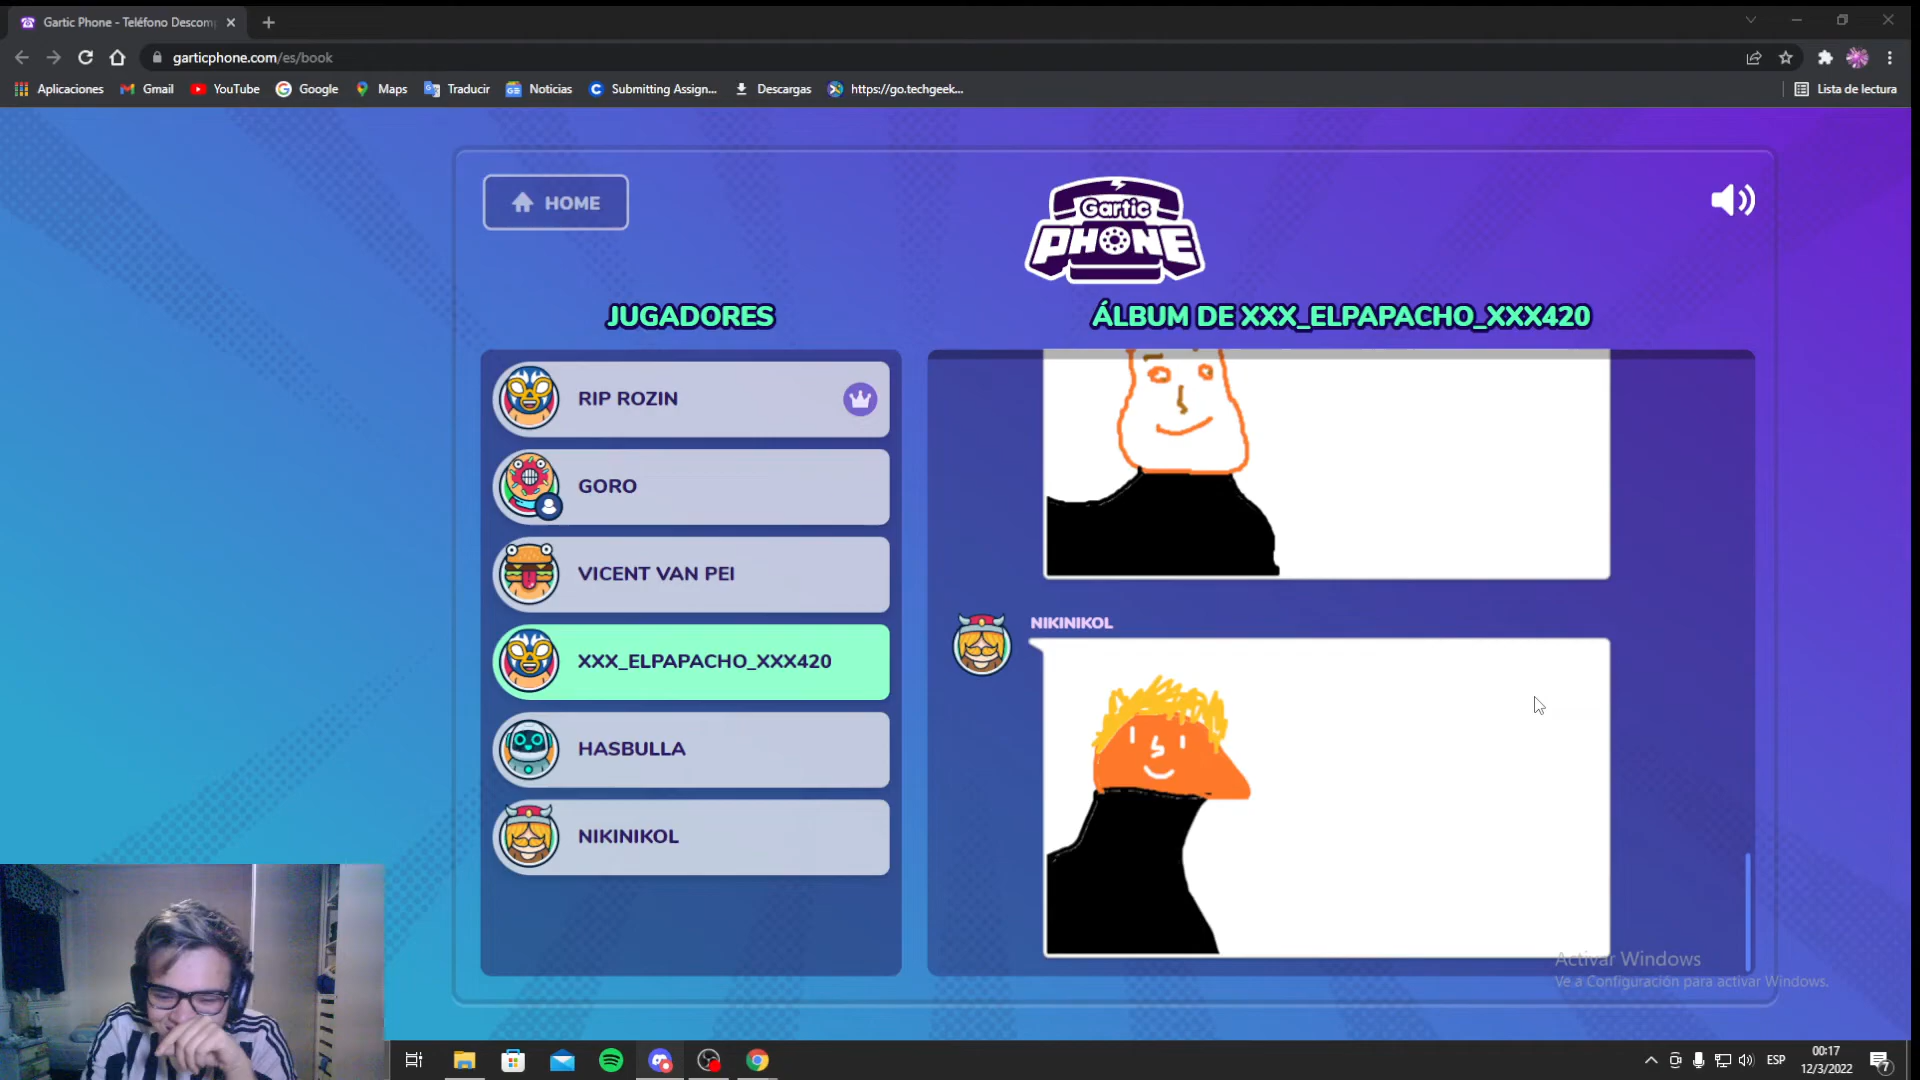 Gartic Phone - Teléfono Descom
garticphone.com/es/book
Aplicaciones
Gmail
YouTube
Google
Maps
Traducir
Noticias
Submitting Assign...
Descargas
https://go.techgeek...
Lista de lectura
HOME
Gartic
PHONE
JUGADORES
ÁLBUM DE XXX_ELPAPACHO_XXX420
RIP ROZIN
GORO
VICENT VAN PEI
XXX_ELPAPACHO_XXX420
HASBULLA
NIKINIKOL
NIKINIKOL
Activar Windows
Ve a Configuración para activar Windows.
ESP
00:17
12/3/2022
7